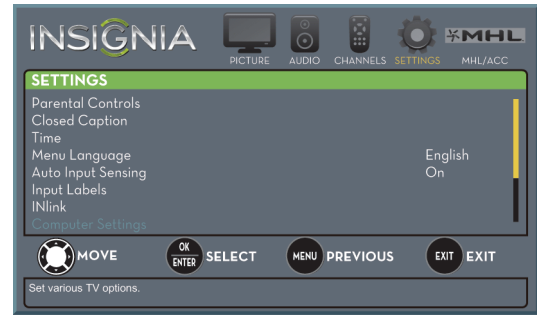 INSIGNIA
PICTURE AUDIO CHANNELS SETTINGS MHL MHL/ACC
SETTINGS
Parental Controls
Closed Caption
Time
Menu Language English
Auto Input Sensing On
Input Labels
INlink
Computer Settings
MOVE OK ENTER SELECT MENU PREVIOUS EXIT EXIT
Set various TV options.